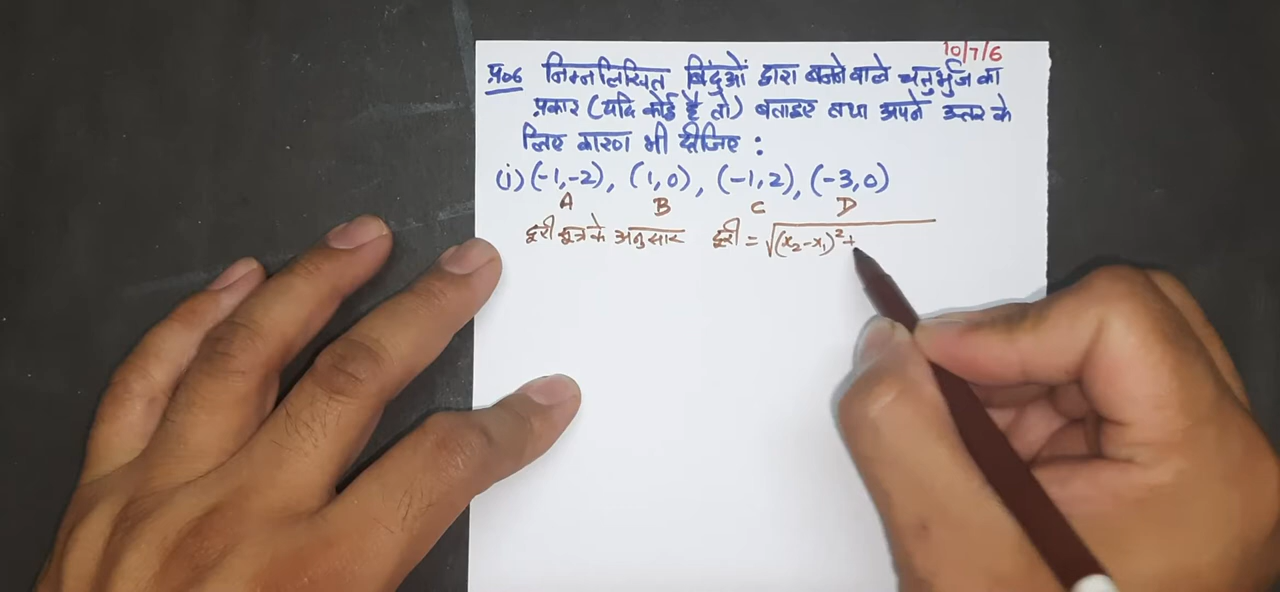 10/7/6
प्र०6 निम्नलिखित बिंदुओं द्वारा बनने वाले चतुर्भुज का
प्रकार (यदि कोई है तो) बताइए तथा अपने उत्तर के
लिए कारण भी दीजिए :
(i) (-1,-2), (1,0), (-1,2), (-3,0)
A B C D
दूरी सूत्र के अनुसार दूरी = √(x₂-x₁)²+